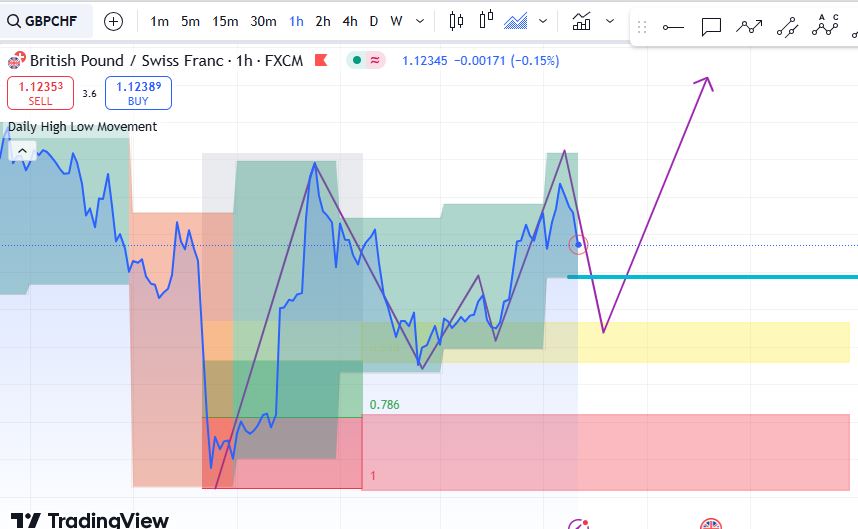 GBPCHF 1m 5m 15m 30m 1h 2h 4h D W
A C
B
British Pound / Swiss Franc · 1h · FXCM 1.12345 −0.00171 (−0.15%)
1.12353 3.6 1.12389
SELL BUY
Daily High Low Movement
0.786
1
TradingView